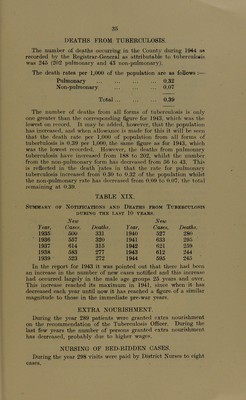 35
DEATHS FROM TUBERCULOSIS.
The number of deaths occurring in the County during 1944 as
recorded by the Registrar-General as attributable to tuberculosis
was 245 (202 pulmonary and 43 non-pulmonary).
The death rates per 1,000 of the population are as follows :—
Pulmonary ... ... ... ... 0.32
Non-pulmonary ... ... ... 0.07
Total ... ... 0.39
The number of deaths from all forms of tuberculosis is only
one greater than the corresponding figure for 1943, which was the
lowest on record. It may be added, however, that the population
has increased, and when allowance is made for this it will be seen
that the death rate per 1,000 of population from all forms of
tuberculosis is 0.39 per 1,000, the same figure as for 1943, which
was the lowest recorded. However, the deaths from pulmonary
tuberculosis have increased from 188 to 202, whilst the number
from the non-pulmonary form has decreased from 56 to 43. This
is reflected in the death rates in that the rate for pulmonary
tuberculosis increased from 0.30 to 0.32 of the population whilst
the non-pulmonary rate has decreased from 0.09 to 0.07, the total
remaining at 0.39.
TABLE XIX.
Summary of Notifications and Deaths from Tuberculosis
during the last 10 years.
New New
Year. Cases. Deaths. Year. Cases. Deaths.
1935 500 331 1940 527 280
1936 557 320 1941 633 295
1937 614 315 1942 621 259
1938 583 277 1943 612 244
1939 523 272 1944 595 245
In the report for 1943 it was pointed out that there had been
an increase in the number of new cases notified and this increase
had occurred largely in the male age groups 25 years and over.
This increase reached its maximum in 1941, since when it has
decreased each year until now it has reached a figure of a similar
magnitude to those in the immediate pre-war years.
EXTRA NOURISHMENT.
During the year 289 patients were granted extra nourishment
on the recommendation of the Tuberculosis Officer. During the
last few years the number of persons granted extra nourishment
has decreased, probably due to higher wages.
NURSING OF BED-RIDDEN CASES.
During the year 298 visits were paid by District Nurses to eight
cases.